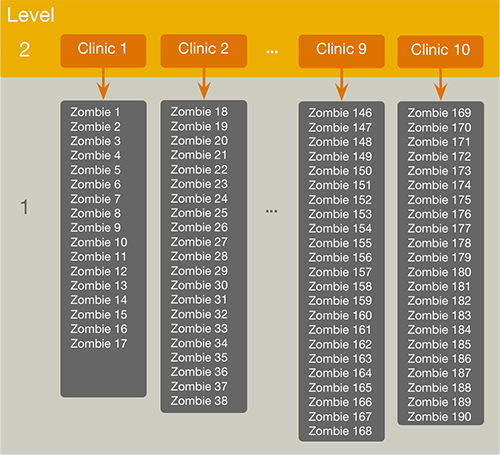 Level
2
Clinic 1
Clinic 2
...
Clinic 9
Clinic 10
1
Zombie 1
Zombie 2
Zombie 3
Zombie 4
Zombie 5
Zombie 6
Zombie 7
Zombie 8
Zombie 9
Zombie 10
Zombie 11
Zombie 12
Zombie 13
Zombie 14
Zombie 15
Zombie 16
Zombie 17
Zombie 18
Zombie 19
Zombie 20
Zombie 21
Zombie 22
Zombie 23
Zombie 24
Zombie 25
Zombie 26
Zombie 27
Zombie 28
Zombie 29
Zombie 30
Zombie 31
Zombie 32
Zombie 33
Zombie 34
Zombie 35
Zombie 36
Zombie 37
Zombie 38
...
Zombie 146
Zombie 147
Zombie 148
Zombie 149
Zombie 150
Zombie 151
Zombie 152
Zombie 153
Zombie 154
Zombie 155
Zombie 156
Zombie 157
Zombie 158
Zombie 159
Zombie 160
Zombie 161
Zombie 162
Zombie 163
Zombie 164
Zombie 165
Zombie 166
Zombie 167
Zombie 168
Zombie 169
Zombie 170
Zombie 171
Zombie 172
Zombie 173
Zombie 174
Zombie 175
Zombie 176
Zombie 177
Zombie 178
Zombie 179
Zombie 180
Zombie 181
Zombie 182
Zombie 183
Zombie 184
Zombie 185
Zombie 186
Zombie 187
Zombie 188
Zombie 189
Zombie 190